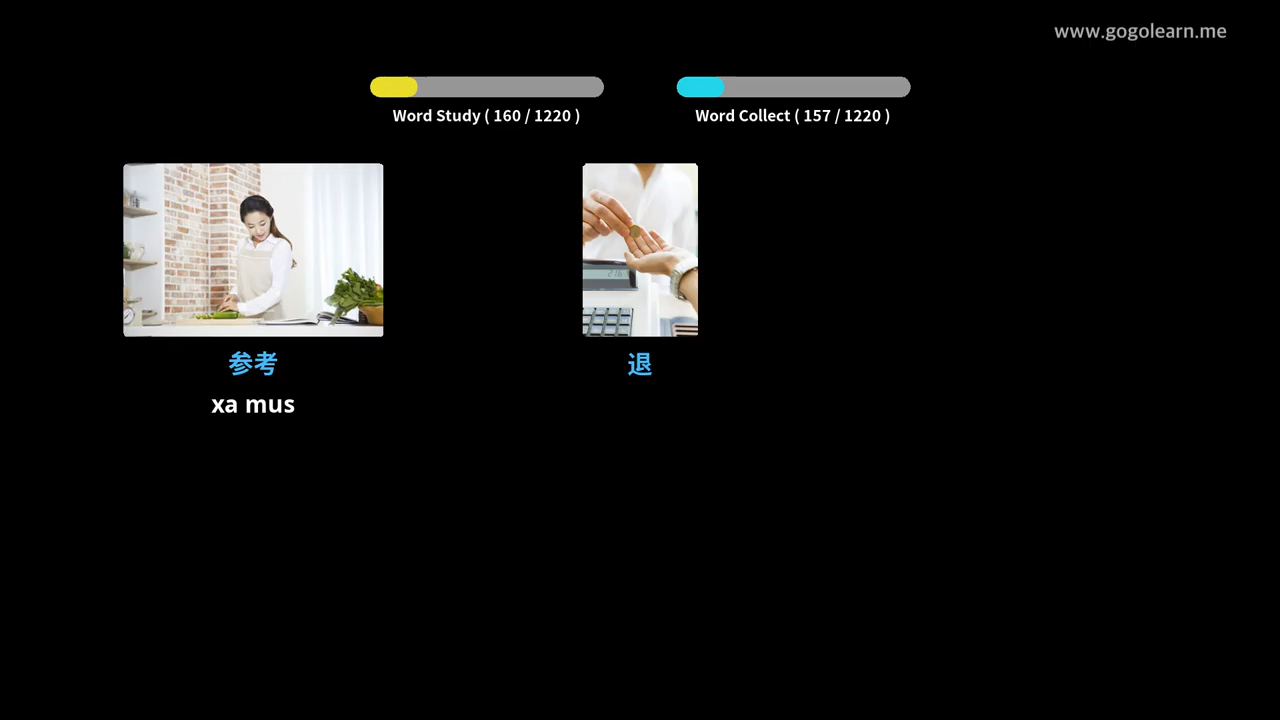 www.gogolearn.me
Word Study ( 160 / 1220 )
Word Collect ( 157 / 1220 )
参考
退
xa mus